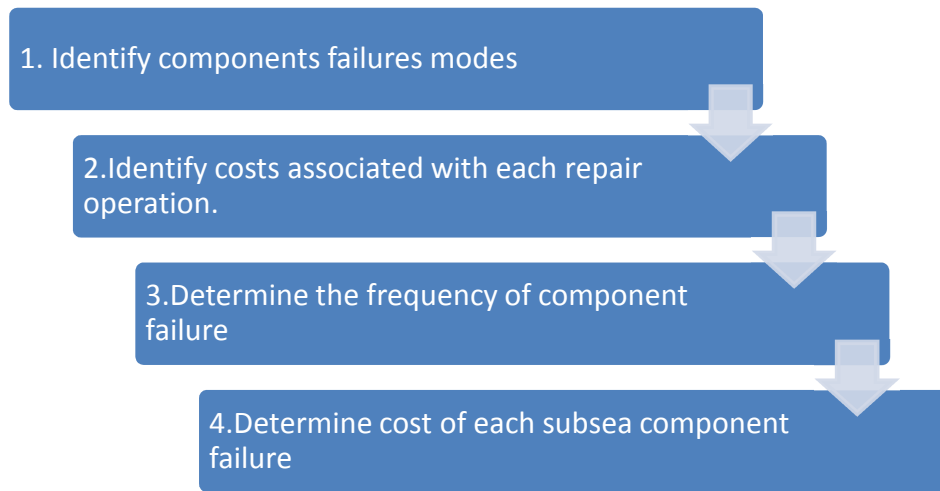 1. Identify components failures modes
2.Identify costs associated with each repair
operation.
3.Determine the frequency of component
failure
4.Determine cost of each subsea component
failure